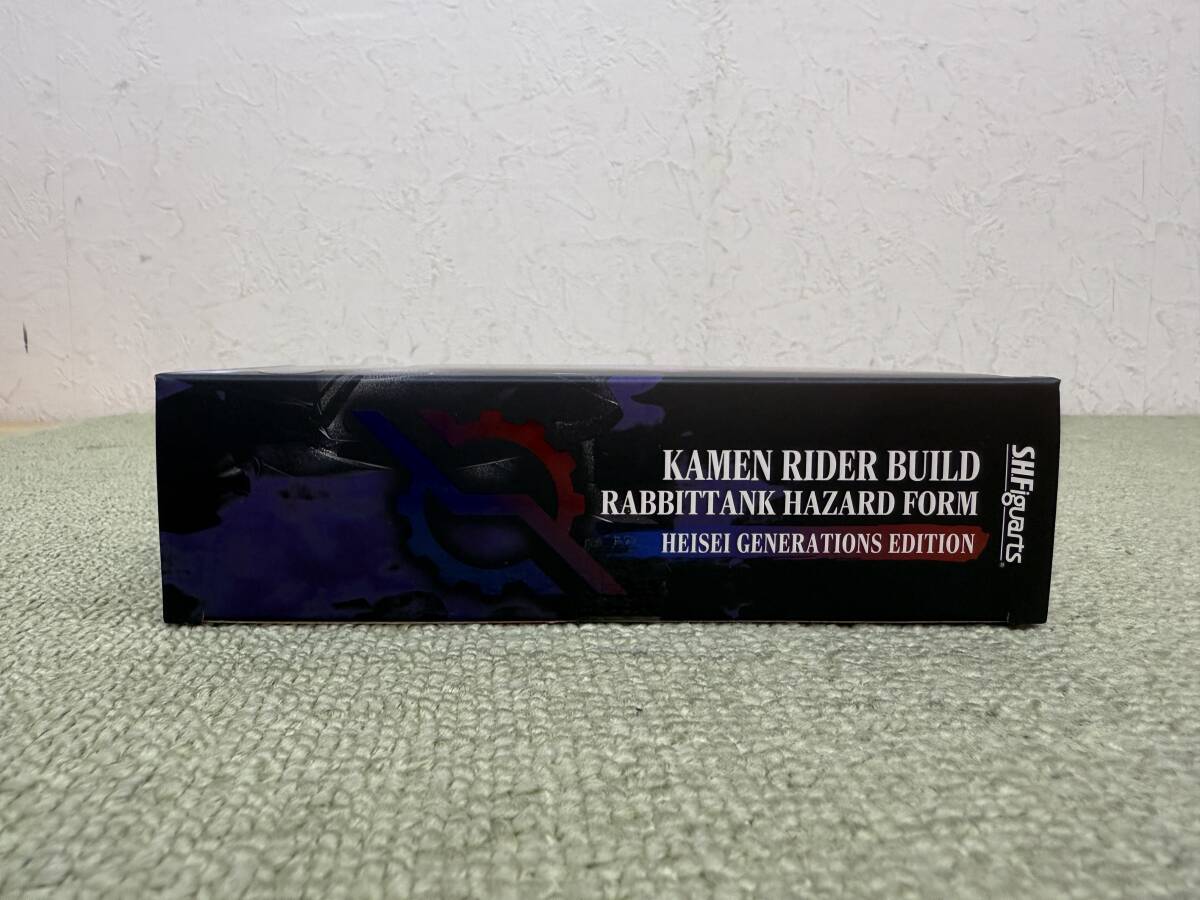 KAMEN RIDER BUILD
RABBITTANK HAZARD FORM
HEISEI GENERATIONS EDITION
S.H.Figuarts®